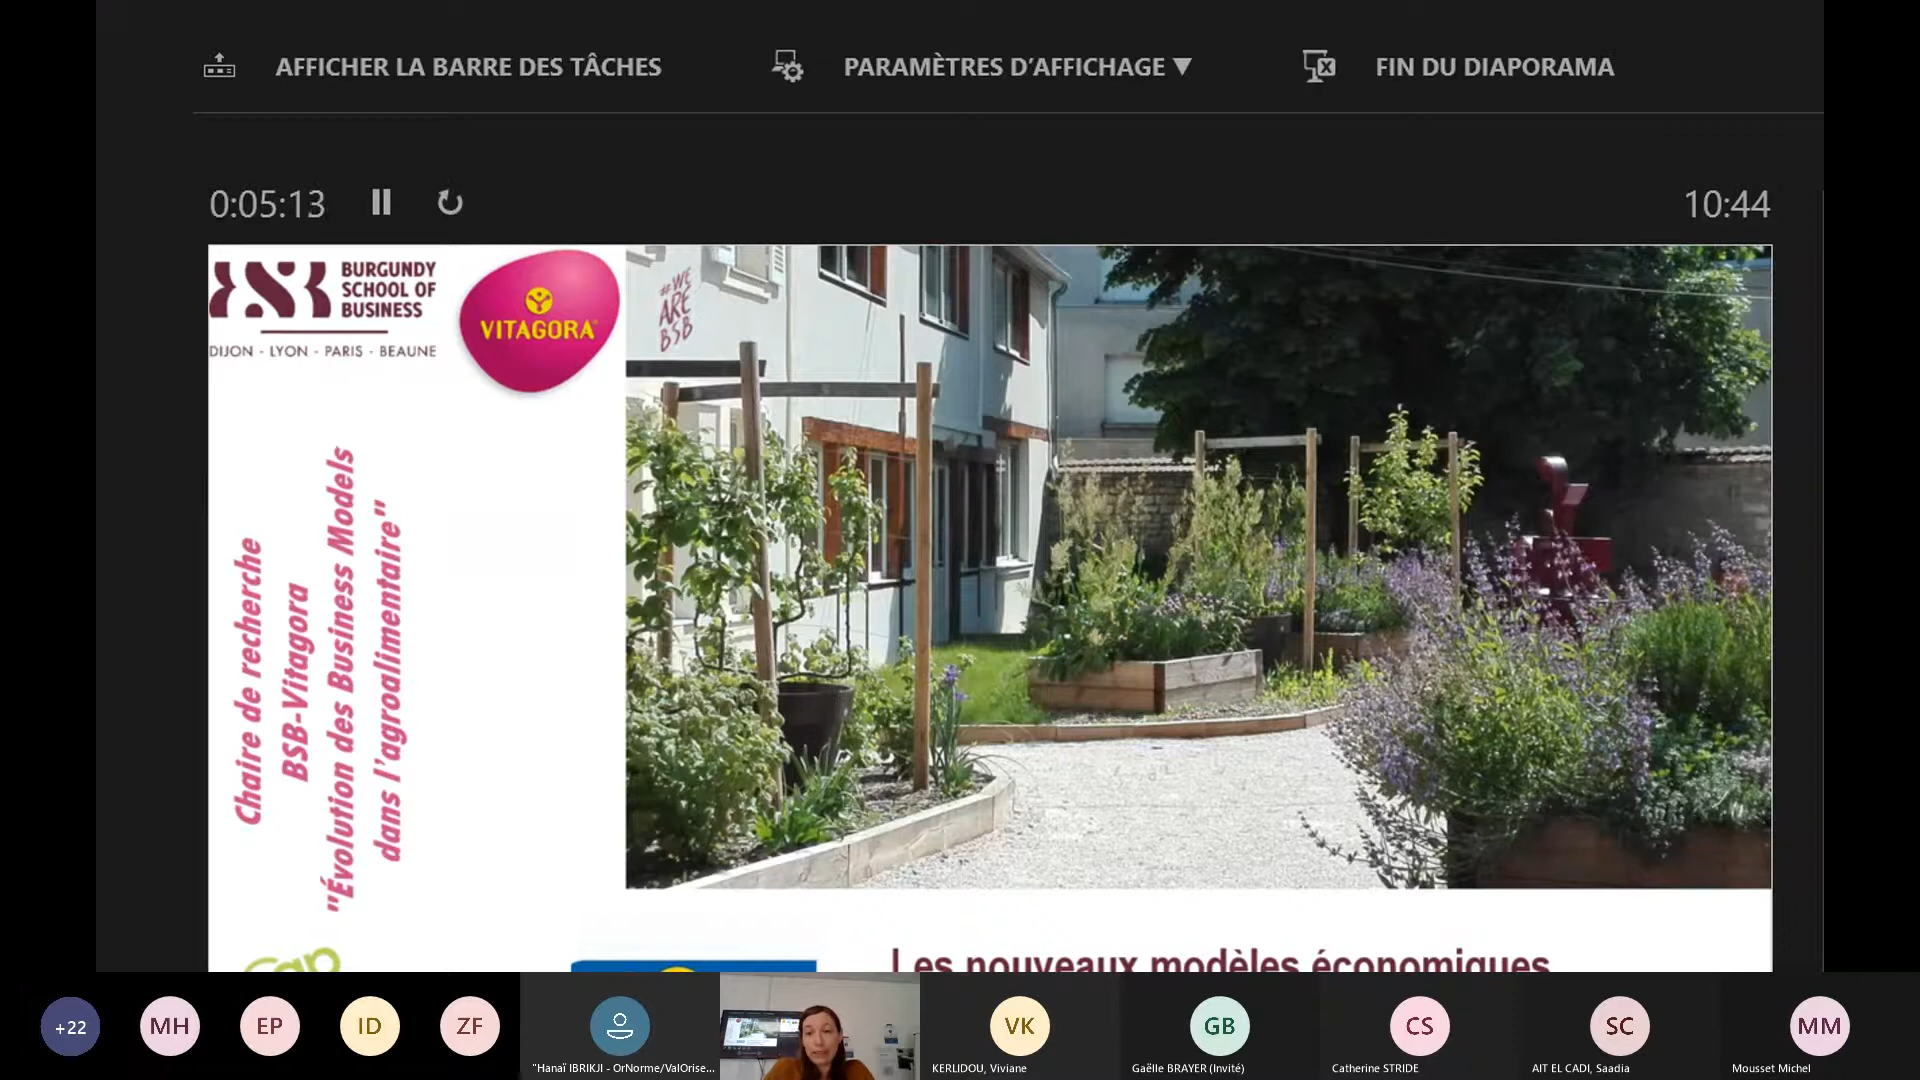 AFFICHER LA BARRE DES TÂCHES
PARAMÈTRES D'AFFICHAGE ▼
FIN DU DIAPORAMA
0:05:13
10:44
BURGUNDY
SCHOOL OF
BUSINESS
DIJON - LYON - PARIS - BEAUNE
VITAGORA
#WE
ARE
BSB
Chaire de recherche
BSB-Vitagora
"Évolution des Business Models
dans l'agroalimentaire"
Cap
Les nouveaux modèles économiques
+22
MH
EP
ID
ZF
VK
GB
CS
SC
MM
"Hanaï IBRIKJI - OrNorme/ValOrise...
KERLIDOU, Viviane
Gaëlle BRAYER (Invité)
Catherine STRIDE
AIT EL CADI, Saadia
Mousset Michel